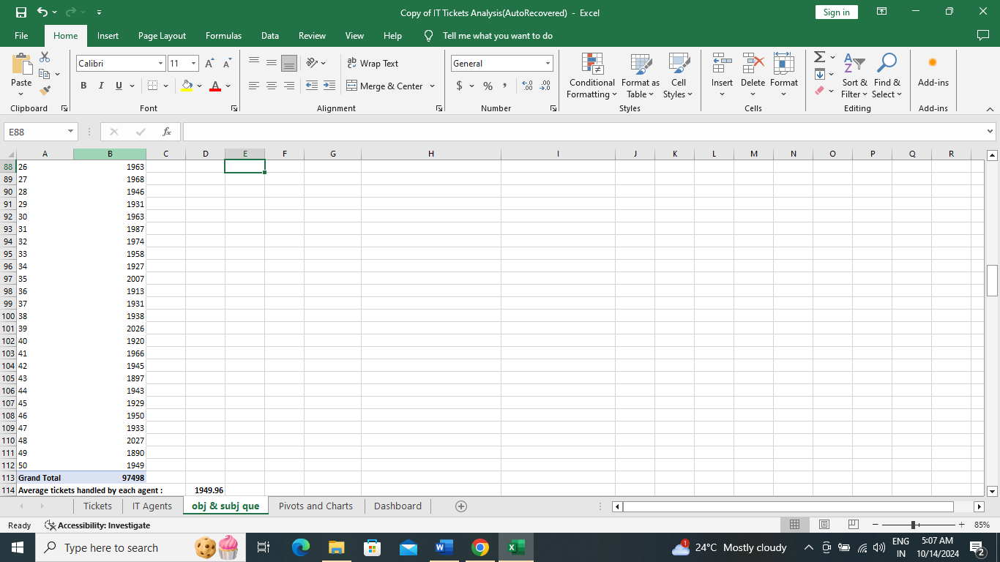 Copy of IT Tickets Analysis(AutoRecovered) - Excel
Sign in
File Home Insert Page Layout Formulas Data Review View Help Tell me what you want to do
Paste
Clipboard
Calibri 11
B I U A
Font
Wrap Text
Merge & Center
Alignment
General
$ % ,
Number
Conditional Formatting
Format as Table
Cell Styles
Styles
Insert Delete Format
Cells
Sort & Filter
Find & Select
Editing
Add-ins
Add-ins
E88 fx
A B C D E F G H I J K L M N O P Q R
88 26 1963
89 27 1968
90 28 1946
91 29 1931
92 30 1963
93 31 1987
94 32 1974
95 33 1958
96 34 1927
97 35 2007
98 36 1913
99 37 1931
100 38 1938
101 39 2026
102 40 1920
103 41 1966
104 42 1945
105 43 1897
106 44 1943
107 45 1929
108 46 1950
109 47 1933
110 48 2027
111 49 1890
112 50 1949
113 Grand Total 97498
114 Average tickets handled by each agent : 1949.96
Tickets IT Agents obj & subj que Pivots and Charts Dashboard
Ready Accessibility: Investigate 85%
Type here to search
1 24°C Mostly cloudy
ENG IN
5:07 AM
10/14/2024
2